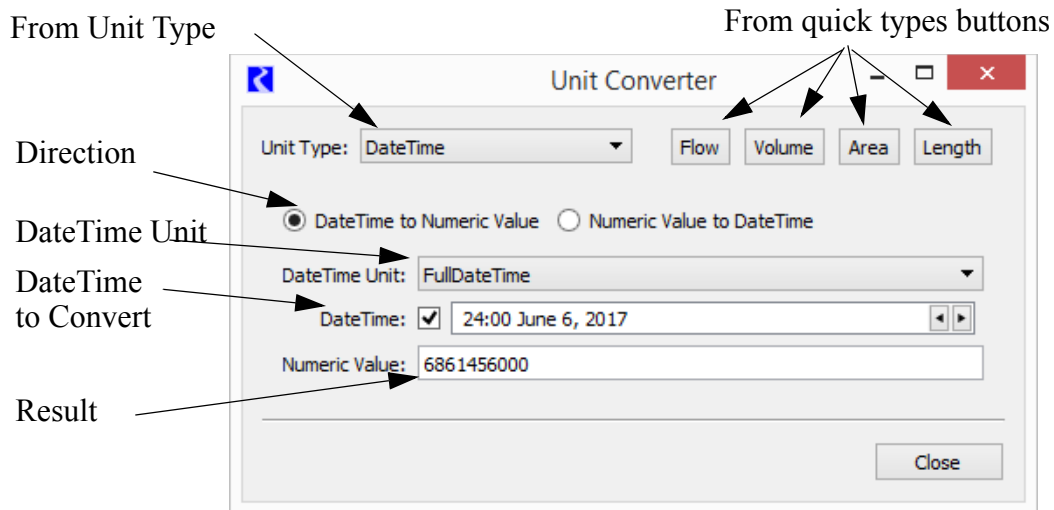 From Unit Type
From quick types buttons
Unit Converter
Unit Type: DateTime Flow Volume Area Length
Direction
DateTime to Numeric Value Numeric Value to DateTime
DateTime Unit
DateTime Unit: FullDateTime
DateTime
to Convert
DateTime: 24:00 June 6, 2017
Numeric Value: 6861456000
Result
Close